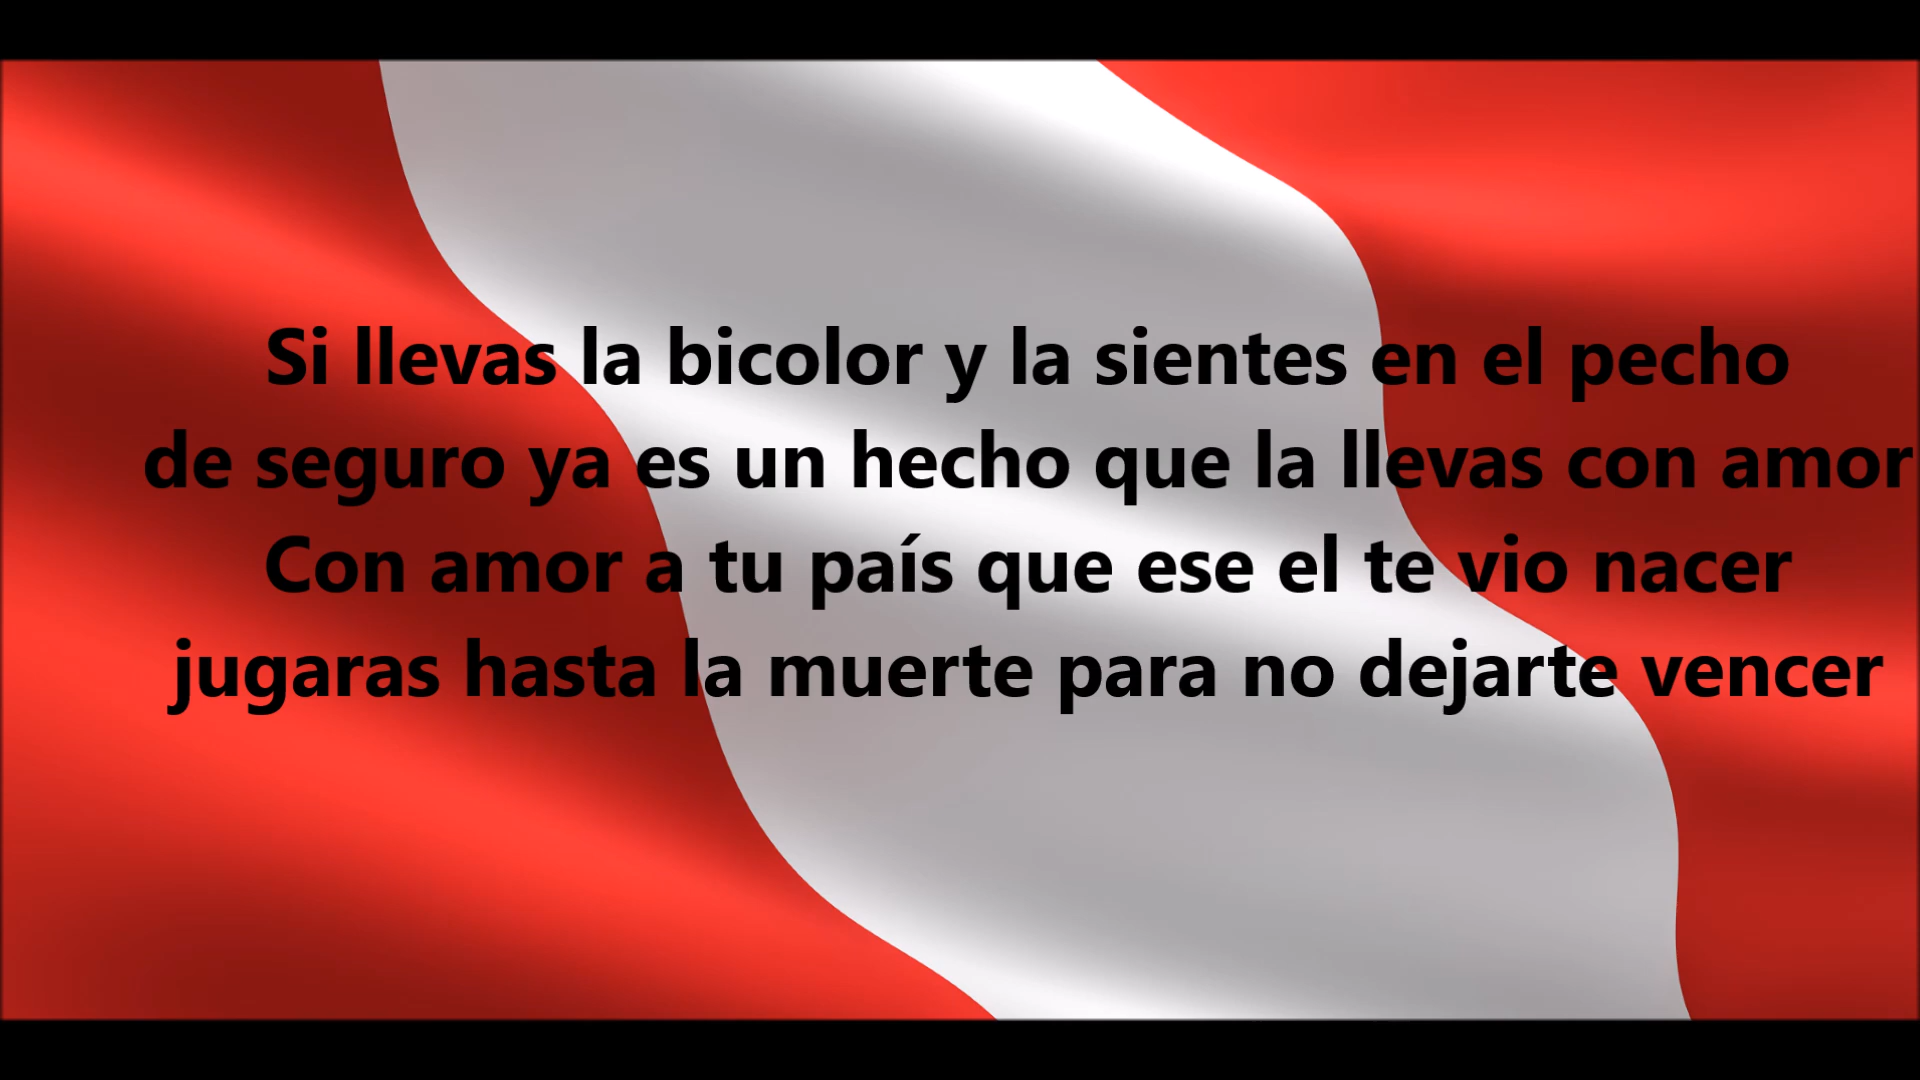 Si llevas la bicolor y la sientes en el pecho
de seguro ya es un hecho que la llevas con amor
Con amor a tu país que ese el te vio nacer
jugaras hasta la muerte para no dejarte vencer